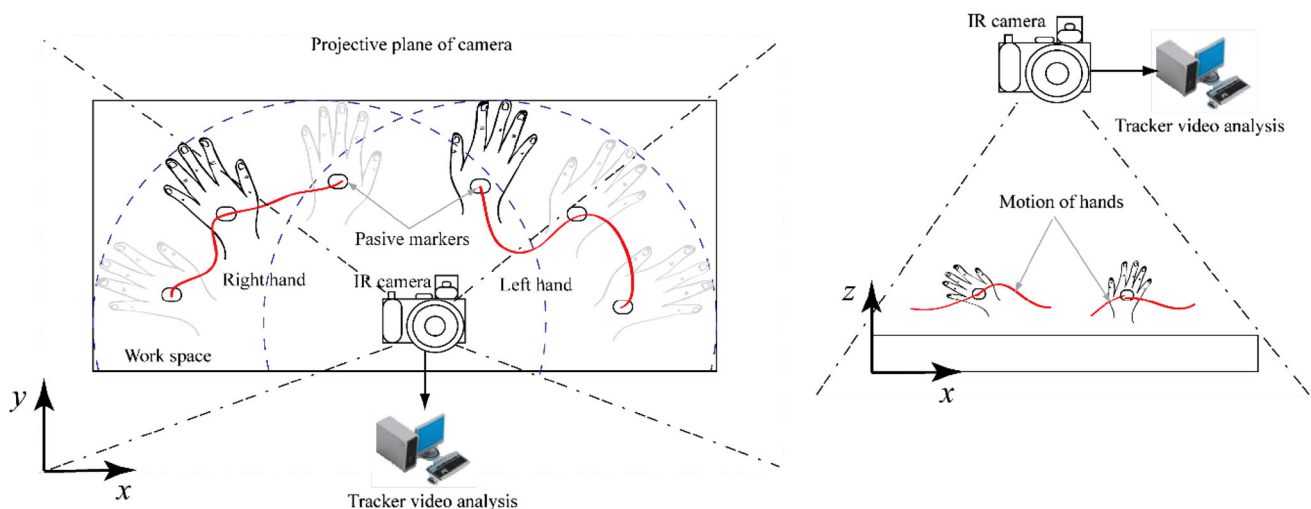 Projective plane of camera
Pasive markers
Right hand
IR camera
Left hand
Work space
y
x
Tracker video analysis
IR camera
Tracker video analysis
Motion of hands
z
x